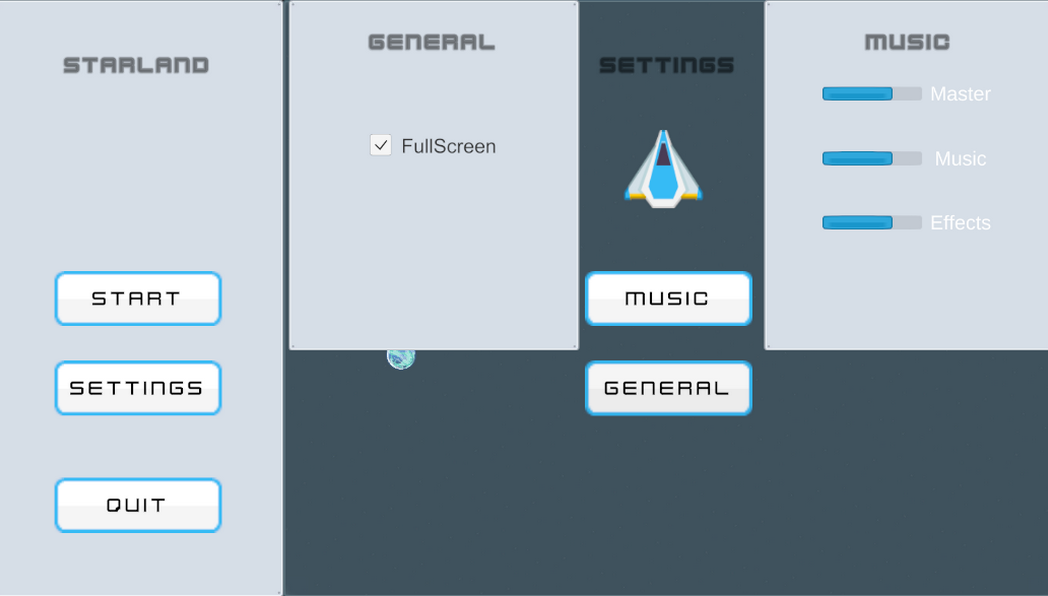 STARLAND
START
SETTINGS
QUIT
GENERAL
FullScreen
SETTINGS
MUSIC
GENERAL
MUSIC
Master
Music
Effects